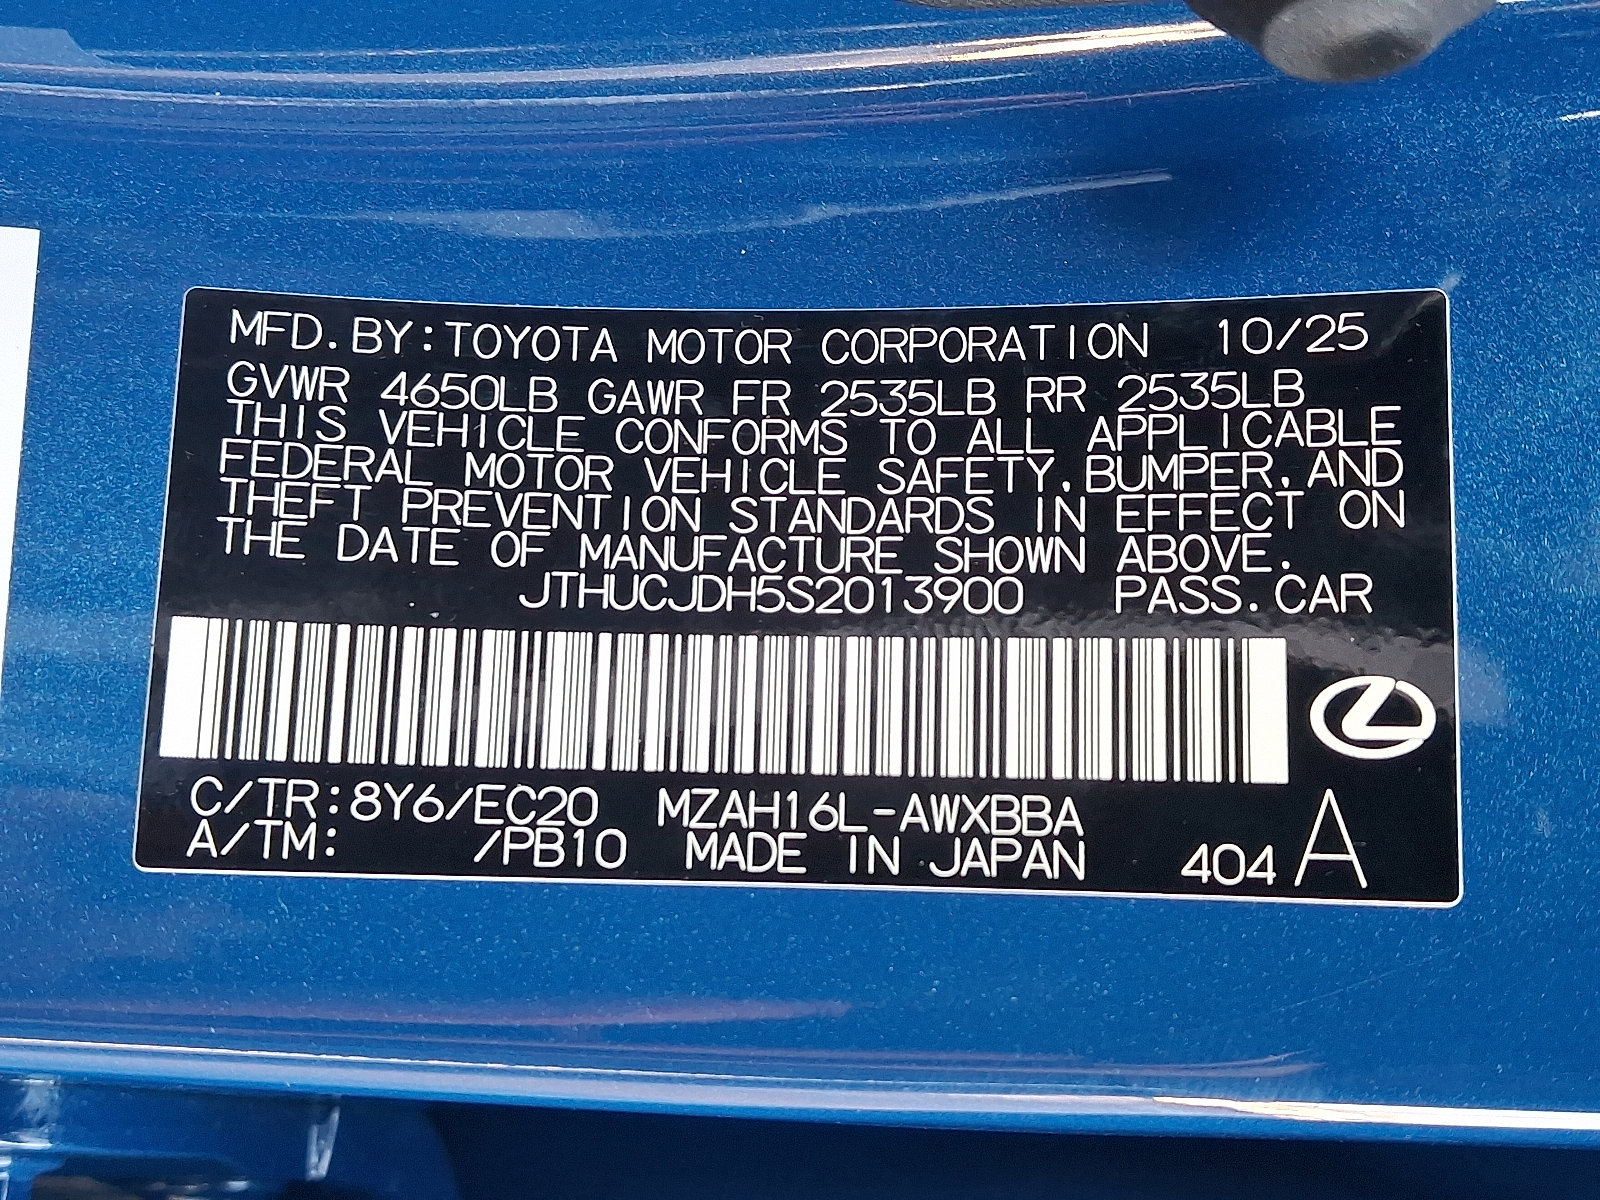 MFD.BY:TOYOTA MOTOR CORPORATION 10/25
GVWR 4650LB GAWR FR 2535LB RR 2535LB
THIS VEHICLE CONFORMS TO ALL APPLICABLE
FEDERAL MOTOR VEHICLE SAFETY,BUMPER,AND
THEFT PREVENTION STANDARDS IN EFFECT ON
THE DATE OF MANUFACTURE SHOWN ABOVE.
JTHUCJDH5S2013900 PASS.CAR
C/TR:8Y6/EC20 MZAH16L-AWXBBA
A/TM: /PB10 MADE IN JAPAN 404 A